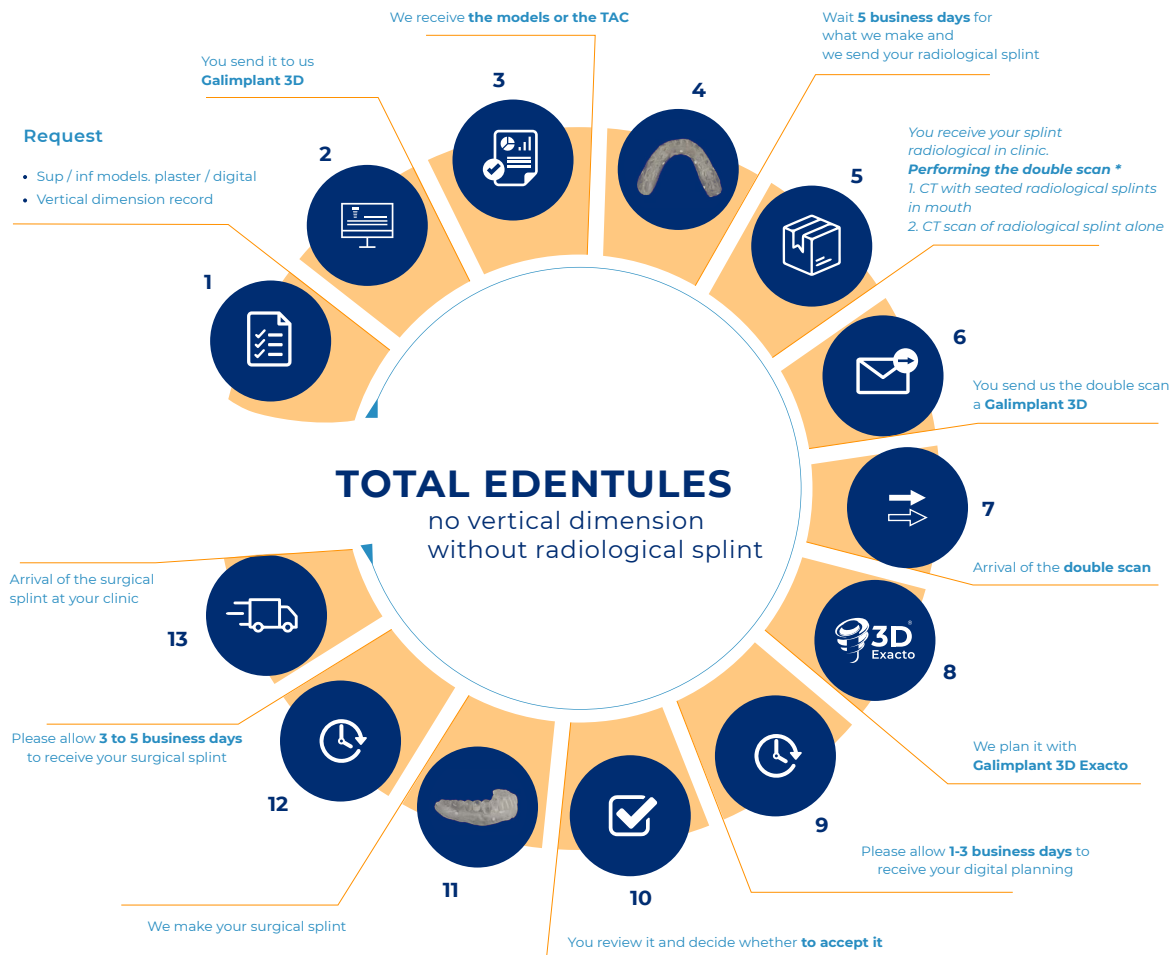 Request
• Sup / inf models. plaster / digital
• Vertical dimension record
1
You send it to us
Galimplant 3D
2
We receive the models or the TAC
3
Wait 5 business days for
what we make and
we send your radiological splint
4
You receive your splint
radiological in clinic.
Performing the double scan *
1. CT with seated radiological splints
in mouth
2. CT scan of radiological splint alone
5
6
You send us the double scan
a Galimplant 3D
7
Arrival of the double scan
TOTAL EDENTULES
no vertical dimension
without radiological splint
3D®
Exacto
8
We plan it with
Galimplant 3D Exacto
9
Please allow 1-3 business days to
receive your digital planning
10
You review it and decide whether to accept it
11
We make your surgical splint
12
Please allow 3 to 5 business days
to receive your surgical splint
13
Arrival of the surgical
splint at your clinic